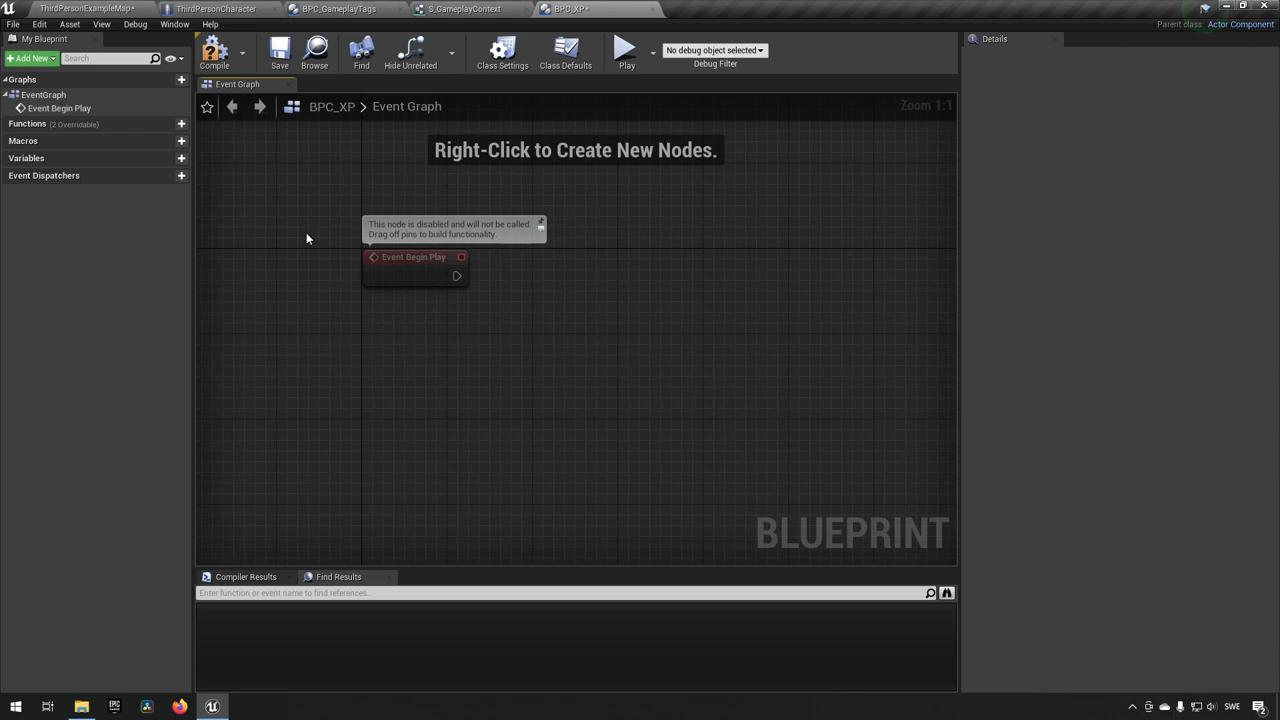 ThirdPersonExampleMap*
ThirdPersonCharacter
BPC_GameplayTags
S_GameplayContext
BPC_XP*
File
Edit
Asset
View
Debug
Window
Help
Parent class: Actor Component
My Blueprint
Add New
Search
Graphs
EventGraph
Event Begin Play
Functions (2 Overridable)
Macros
Variables
Event Dispatchers
Compile
Save
Browse
Find
Hide Unrelated
Class Settings
Class Defaults
Play
No debug object selected
Debug Filter
Event Graph
BPC_XP > Event Graph
Zoom 1:1
Right-Click to Create New Nodes.
This node is disabled and will not be called.
Drag off pins to build functionality.
Event Begin Play
BLUEPRINT
Compiler Results
Find Results
Enter function or event name to find references...
Details
EPIC
SWE
2